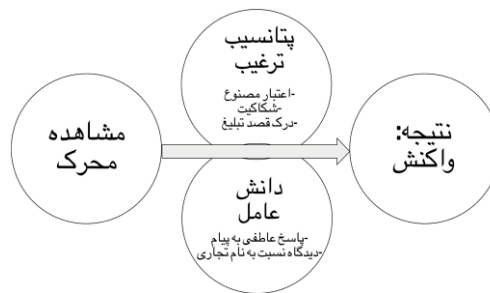 پتانسیب
ترغیب
-اعتبار مصنوع
-شکاکیت
-درک قصد تبلیغ
مشاهده
محرک
نتیجه:
واکنش
دانش
عامل
-پاسخ عاطفی به پیام
-دیدگاه نسبت به نام تجاری